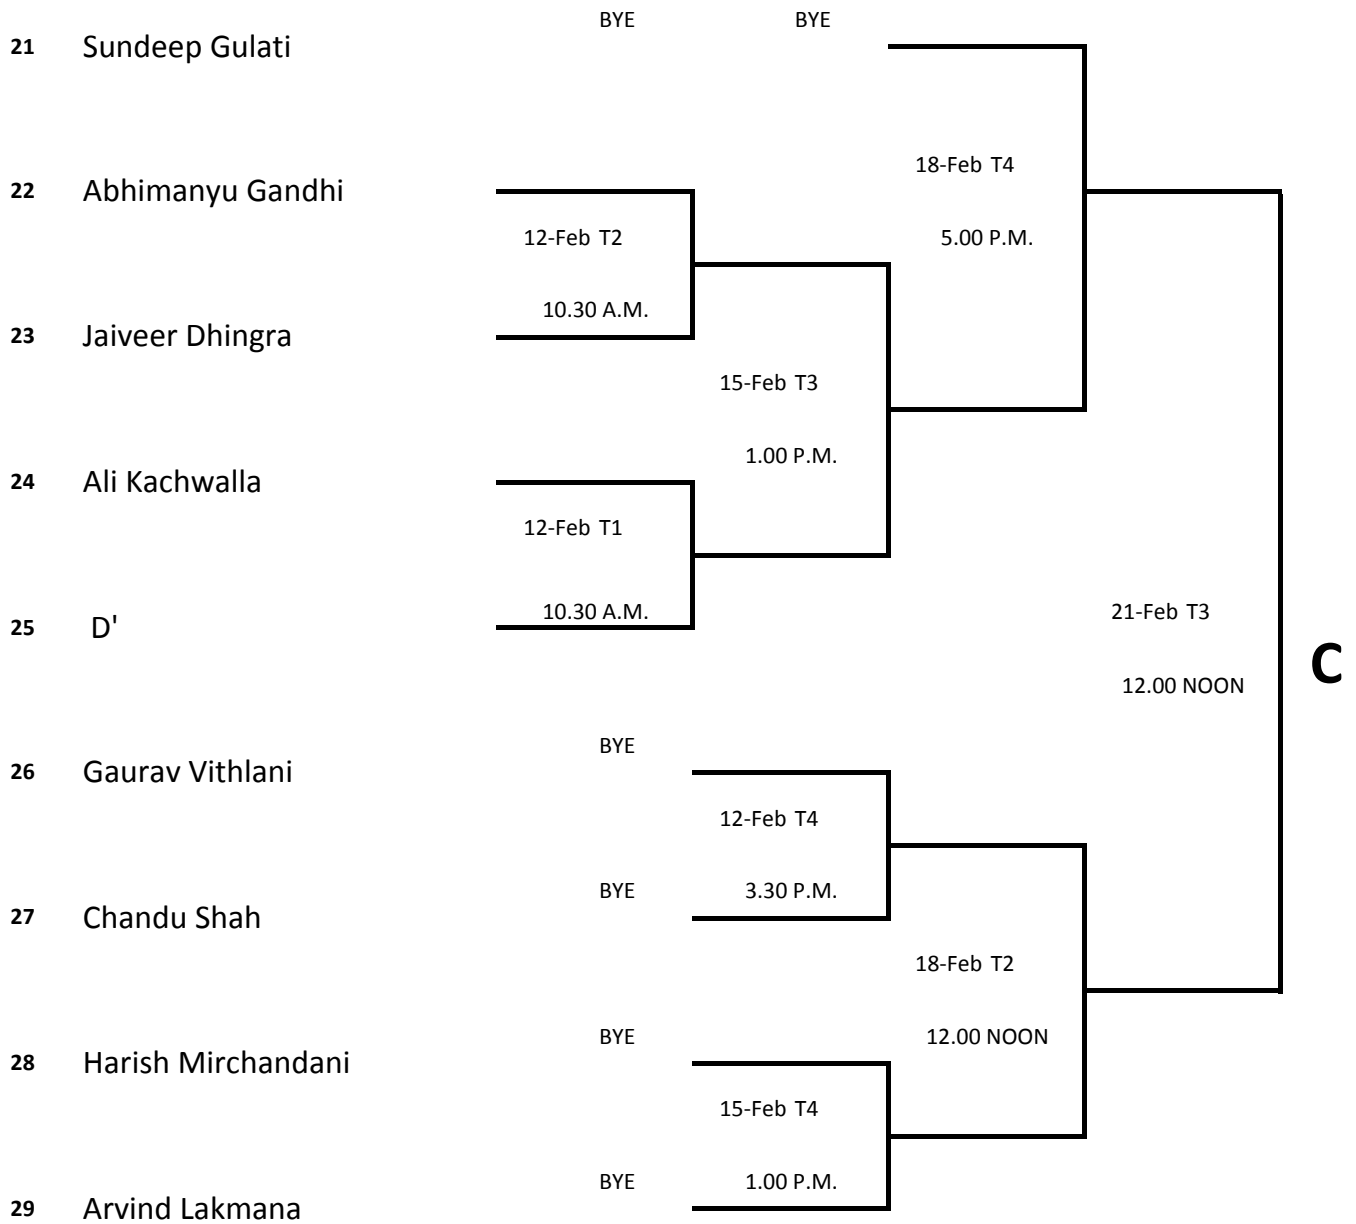 BYE BYE
21 Sundeep Gulati
18-Feb T4
22 Abhimanyu Gandhi
12-Feb T2 5.00 P.M.
10.30 A.M.
23 Jaiveer Dhingra
15-Feb T3
1.00 P.M.
24 Ali Kachwalla
12-Feb T1
10.30 A.M. 21-Feb T3
25 D'
C
12.00 NOON
BYE
26 Gaurav Vithlani
12-Feb T4
BYE 3.30 P.M.
27 Chandu Shah
18-Feb T2
BYE 12.00 NOON
28 Harish Mirchandani
15-Feb T4
BYE 1.00 P.M.
29 Arvind Lakmana